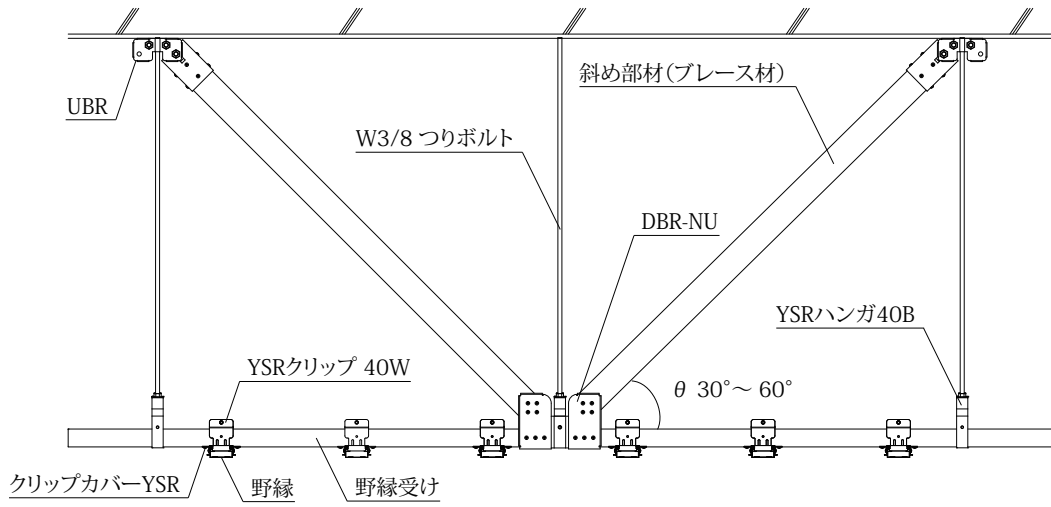 斜め部材(ブレース材)
UBR
W3/8 つりボルト
DBR-NU
YSRハンガ40B
YSRクリップ 40W
θ 30°~ 60°
クリップカバーYSR
野縁
野縁受け